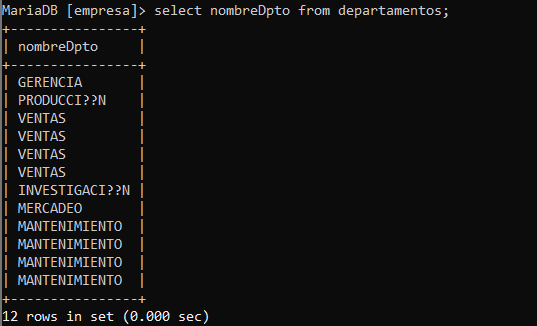 MariaDB [empresa]> select nombreDpto from departamentos;
+----------------+
| nombreDpto     |
+----------------+
| GERENCIA       |
| PRODUCCI??N    |
| VENTAS         |
| VENTAS         |
| VENTAS         |
| VENTAS         |
| INVESTIGACI??N |
| MERCADEO       |
| MANTENIMIENTO  |
| MANTENIMIENTO  |
| MANTENIMIENTO  |
| MANTENIMIENTO  |
+----------------+
12 rows in set (0.000 sec)